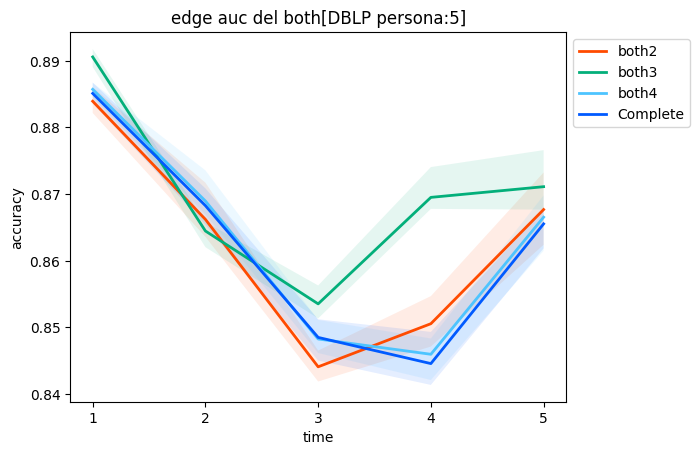 edge auc del both[DBLP persona:5]
accuracy
0.89
0.88
0.87
0.86
0.85
0.84
1 2 3 4 5
time
both2
both3
both4
Complete